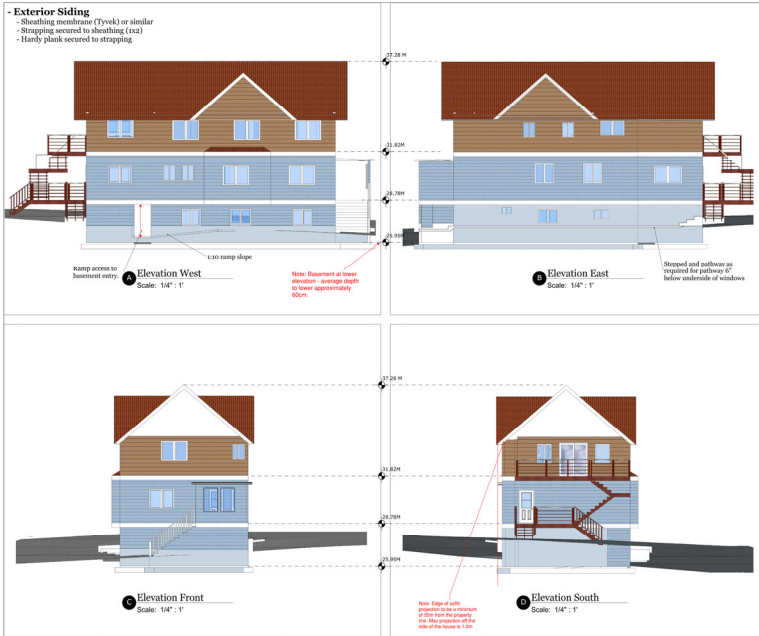 - Exterior Siding
- Sheathing membrane (Tyvek) or similar
- Strapping secured to sheathing (1x2)
- Hardy plank secured to strapping
37.28 M
31.82M
28.78M
25.95M
Ramp access to
basement entry.
1:10 ramp slope
A Elevation West
Scale: 1/4" : 1'
Note: Basement at lower
elevation - average depth
to lower approximately
60cm.
B Elevation East
Scale: 1/4" : 1'
Stepped and pathway as
required for pathway 6"
below underside of windows
37.28 M
31.82M
28.78M
25.95M
C Elevation Front
Scale: 1/4" : 1'
Note: Edge of soffit
projection to be a minimum
of 05m from the property
line. Max projection off the
side of the house is 1.0m
D Elevation South
Scale: 1/4" : 1'